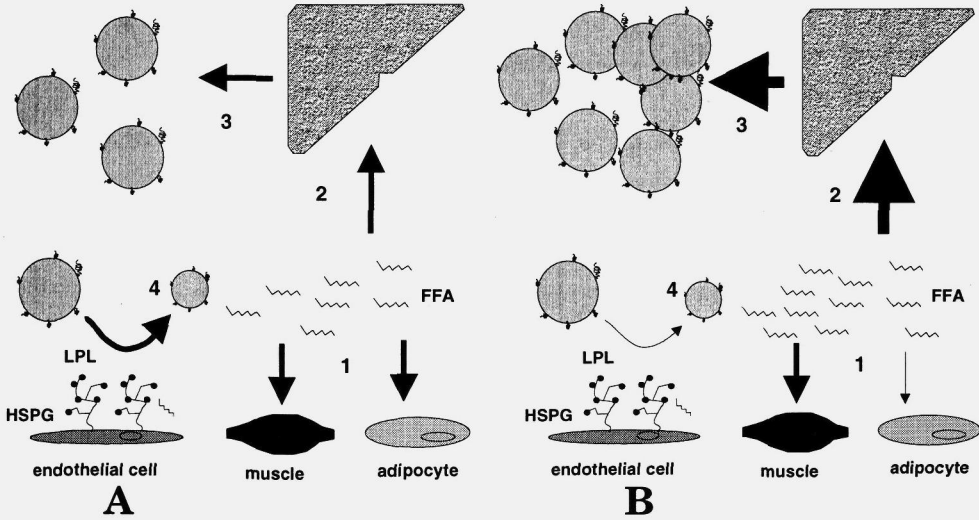 3
2
4
FFA
LPL
1
HSPG
endothelial cell
muscle
adipocyte
A
3
2
4
FFA
LPL
1
HSPG
endothelial cell
muscle
adipocyte
B